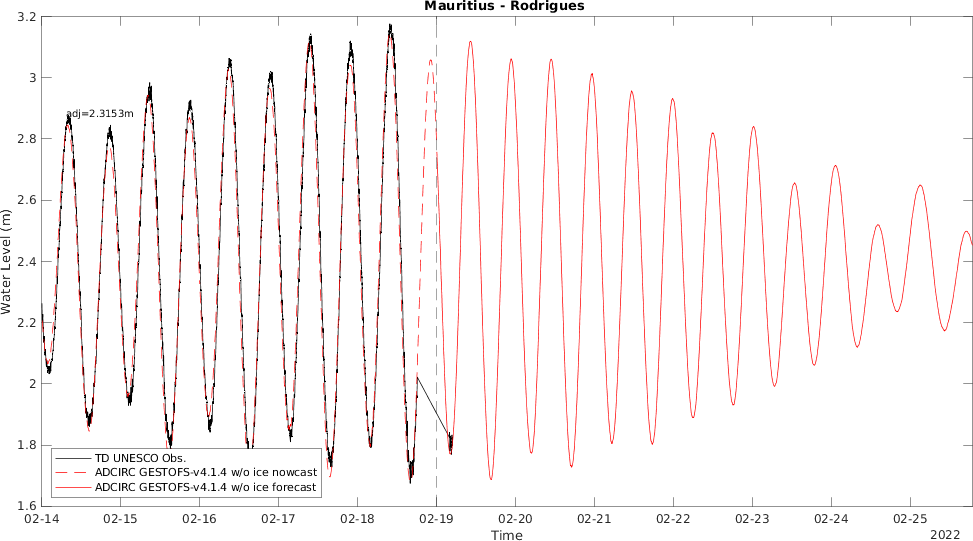 Mauritius - Rodrigues
3.2
3
2.8
2.6
2.4
2.2
2
1.8
1.6
Water Level (m)
adj=2.3153m
TD UNESCO Obs.
ADCIRC GESTOFS-v4.1.4 w/o ice nowcast
ADCIRC GESTOFS-v4.1.4 w/o ice forecast
02-14 02-15 02-16 02-17 02-18 02-19 02-20 02-21 02-22 02-23 02-24 02-25
Time
2022